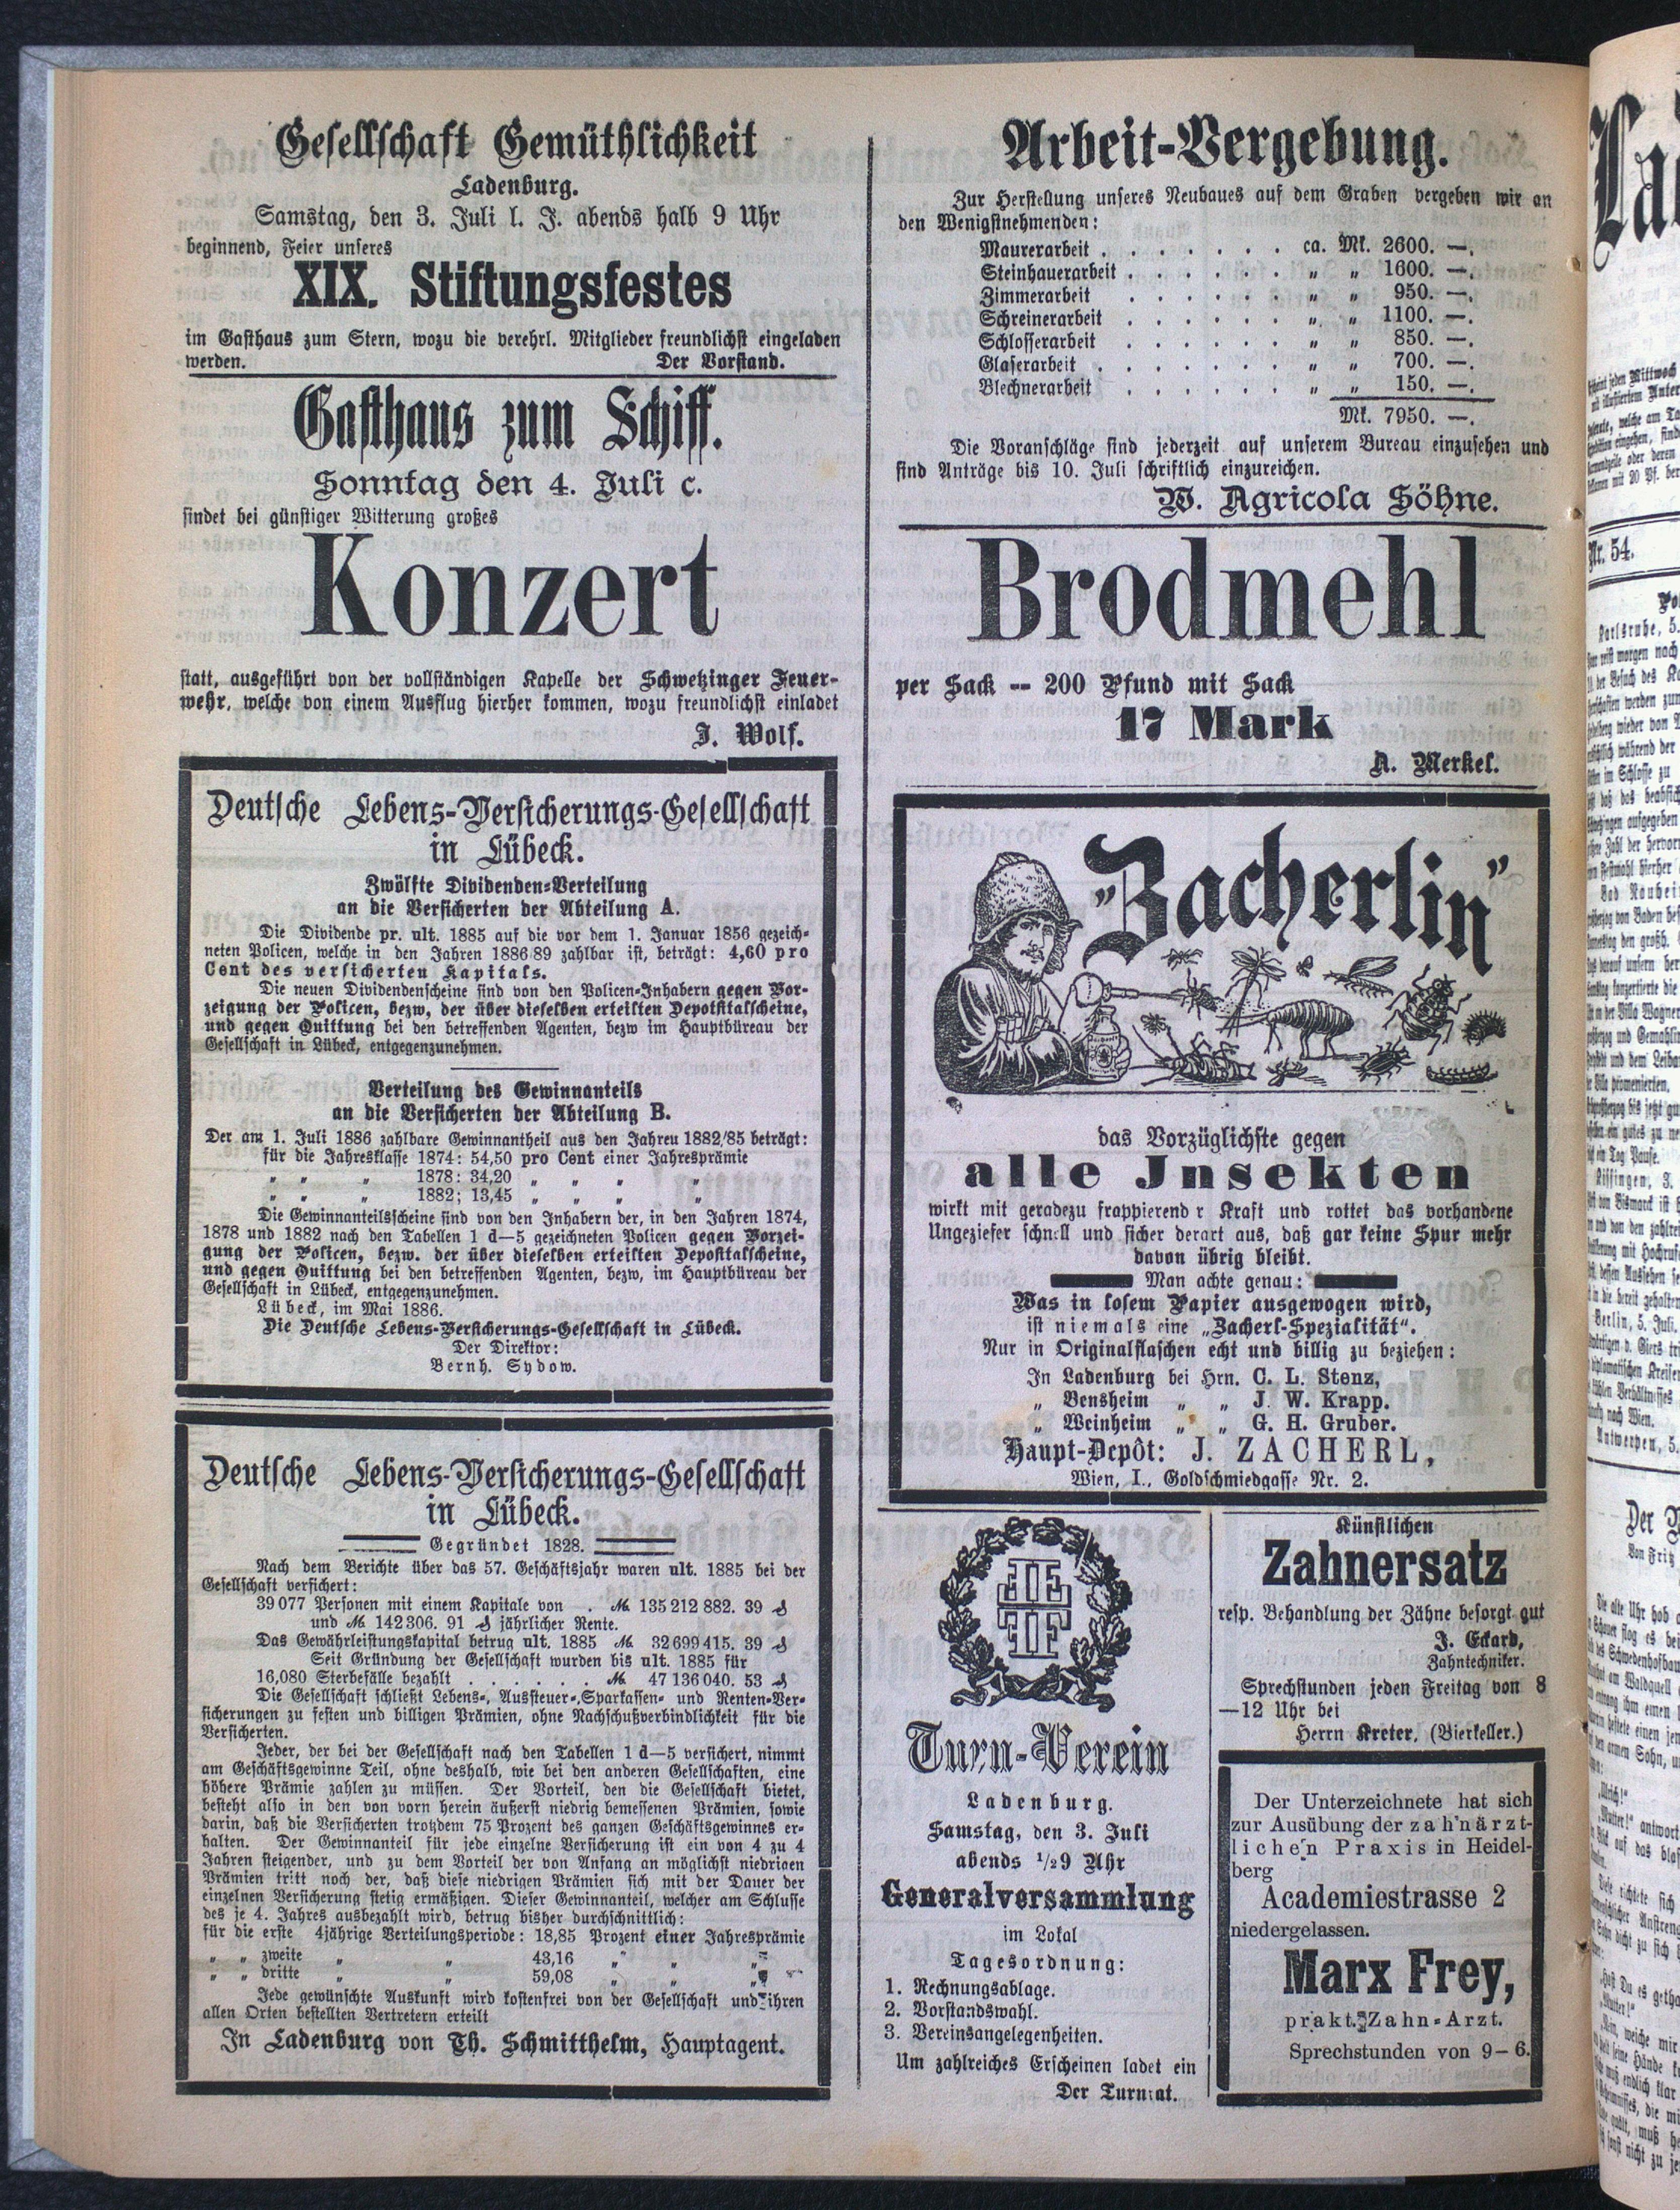 Gesellschaft Gemüthlichkeit
Ladenburg.
Samstag, den 3. Juli l. J. abends halb 9 Uhr
beginnend, Feier unseres
XIX. Stiftungsfestes
im Gasthaus zum Stern, wozu die verehrl. Mitglieder freundlichst eingeladen
werden. Der Vorstand.
Gasthaus zum Schiff.
Sonntag den 4. Juli c.
findet bei günstiger Witterung großes
Konzert
statt, ausgeführt von der vollständigen Kapelle der Schwetzinger Feuer-
wehr, welche von einem Ausflug hierher kommen, wozu freundlichst einladet
J. Wolf.
Deutsche Lebens-Versicherungs-Gesellschaft
in Lübeck.
Zwölfte Dividenden-Verteilung
an die Versicherten der Abteilung A.
Die Dividende pr. ult. 1885 auf die vor dem 1. Januar 1856 gezeich-
neten Policen, welche in den Jahren 1886/89 zahlbar ist, beträgt: 4,60 pro
Cent des versicherten Kapitals.
Die neuen Dividendenscheine sind von den Policen-Inhabern gegen Vor-
zeigung der Policen, bezw. der über dieselben erteilten Depositalscheine,
und gegen Quittung bei den betreffenden Agenten, bezw im Hauptbüreau der
Gesellschaft in Lübeck, entgegenzunehmen.
Verteilung des Gewinnanteils
an die Versicherten der Abteilung B.
Der am 1. Juli 1886 zahlbare Gewinnantheil aus den Jahreu 1882/85 beträgt:
für die Jahresklasse 1874: 54,50 pro Cent einer Jahresprämie
„ „ „ 1878: 34,20 „ „ „ „
„ „ „ 1882; 13,45 „ „ „ „
Die Gewinnanteilsscheine sind von den Inhabern der, in den Jahren 1874,
1878 und 1882 nach den Tabellen 1 d—5 gezeichneten Policen gegen Vorzei-
gung der Policen, bezw. der über dieselben erteilten Depositalscheine,
und gegen Quittung bei den betreffenden Agenten, bezw, im Hauptbüreau der
Gesellschaft in Lübeck, entgegenzunehmen.
Lübeck, im Mai 1886.
Die Deutsche Lebens-Versicherungs-Gesellschaft in Lübeck.
Der Direktor:
Bernh. Sydow.
Deutsche Lebens-Versicherungs-Gesellschaft
in Lübeck.
Gegründet 1828.
Nach dem Berichte über das 57. Geschäftsjahr waren ult. 1885 bei der
Gesellschaft versichert:
39 077 Personen mit einem Kapitale von . ℳ. 135 212 882. 39 ₰
und ℳ. 142 306. 91 ₰ jährlicher Rente.
Das Gewährleistungskapital betrug ult. 1885 ℳ. 32 699 415. 39 ₰
Seit Gründung der Gesellschaft wurden bis ult. 1885 für
16,080 Sterbefälle bezahlt . . . . . . ℳ. 47 136 040. 53 ₰
Die Gesellschaft schließt Lebens-, Aussteuer-, Sparkassen- und Renten-Ver-
sicherungen zu festen und billigen Prämien, ohne Nachschußverbindlichkeit für die
Versicherten.
Jeder, der bei der Gesellschaft nach den Tabellen 1 d—5 versichert, nimmt
am Geschäftsgewinne Teil, ohne deshalb, wie bei den anderen Gesellschaften, eine
höhere Prämie zahlen zu müssen. Der Vorteil, den die Gesellschaft bietet,
besteht also in den von vorn herein äußerst niedrig bemessenen Prämien, sowie
darin, daß die Versicherten trotzdem 75 Prozent des ganzen Geschäftsgewinnes er-
halten. Der Gewinnanteil für jede einzelne Versicherung ist ein von 4 zu 4
Jahren steigender, und zu dem Vorteil der von Anfang an möglichst niedrigen
Prämien tritt noch der, daß diese niedrigen Prämien sich mit der Dauer der
einzelnen Versicherung stetig ermäßigen. Dieser Gewinnanteil, welcher am Schlusse
des je 4. Jahres ausbezahlt wird, betrug bisher durchschnittlich:
für die erste 4jährige Verteilungsperiode: 18,85 Prozent einer Jahresprämie
„ „ zweite „ „ 43,16 „ „ „
„ „ dritte „ „ 59,08 „ „ „
Jede gewünschte Auskunft wird kostenfrei von der Gesellschaft und ihren
allen Orten bestellten Vertretern erteilt
In Ladenburg von Th. Schmitthelm, Hauptagent.
Arbeit-Vergebung.
Zur Herstellung unseres Neubaues auf dem Graben vergeben wir an
den Wenigstnehmenden:
Maurerarbeit . . . . . . . ca. Mk. 2600. —.
Steinhauerarbeit . . . . . . „ „ 1600. —.
Zimmerarbeit . . . . . . „ „ 950. —.
Schreinerarbeit . . . . . . „ „ 1100. —.
Schlosserarbeit . . . . . . „ „ 850. —.
Glaserarbeit . . . . . . . „ „ 700. —.
Blechnerarbeit . . . . . . „ „ 150. —.
Mk. 7950. —.
Die Voranschläge sind jederzeit auf unserem Bureau einzusehen und
sind Anträge bis 10. Juli schriftlich einzureichen.
W. Agricola Söhne.
Brodmehl
per Sack -- 200 Pfund mit Sack
17 Mark
A. Merkel.
„Zacherlin”
das Vorzüglichste gegen
alle Jnsekten
wirkt mit geradezu frappierend r Kraft und rottet das vorhandene
Ungeziefer schnell und sicher derart aus, daß gar keine Spur mehr
davon übrig bleibt.
Man achte genau:
Was in losem Papier ausgewogen wird,
ist niemals eine „Zacherl-Spezialität“.
Nur in Originalflaschen echt und billig zu beziehen:
In Ladenburg bei Hrn. C. L. Stenz,
„ Bensheim „ „ J. W. Krapp.
„ Weinheim „ „ G. H. Gruber.
Haupt-Depôt: J. ZACHERL,
Wien, I., Goldschmiedgasse Nr. 2.
Turn-Verein
Ladenburg.
Samstag, den 3. Juli
abends 1/29 Uhr
Generalversammlung
im Lokal
Tagesordnung:
1. Rechnungsablage.
2. Vorstandswahl.
3. Vereinsangelegenheiten.
Um zahlreiches Erscheinen ladet ein
Der Turnrat.
Künstlichen
Zahnersatz
resp. Behandlung der Zähne besorgt gut
J. Eckard,
Zahntechniker.
Sprechstunden jeden Freitag von 8
—12 Uhr bei
Herrn Kreter, (Bierkeller.)
Der Unterzeichnete hat sich
zur Ausübung der zahnärzt-
lichen Praxis in Heidel-
berg
Academiestrasse 2
niedergelassen.
Marx Frey,
prakt. Zahn-Arzt.
Sprechstunden von 9—6.
Nr. 54.